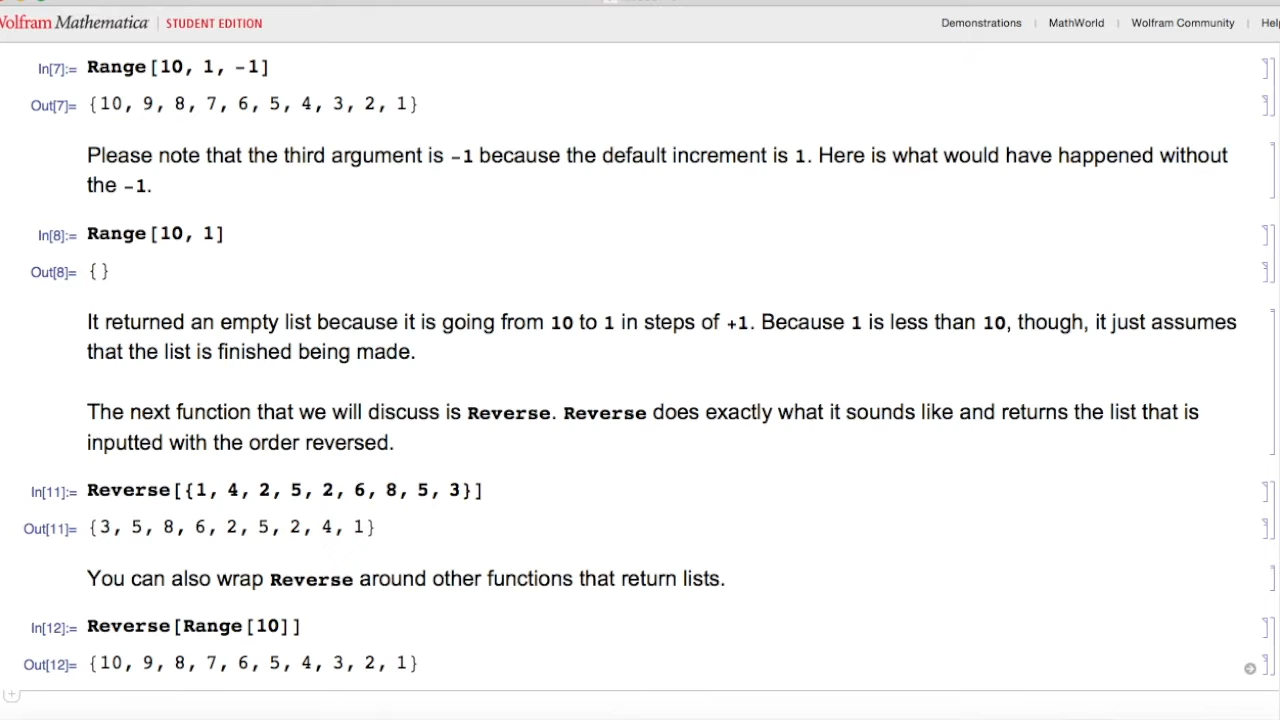 Wolfram Mathematica | STUDENT EDITION
Demonstrations | MathWorld | Wolfram Community | Help
In[7]:= Range[10, 1, -1]
Out[7]= {10, 9, 8, 7, 6, 5, 4, 3, 2, 1}
Please note that the third argument is -1 because the default increment is 1. Here is what would have happened without
the -1.
In[8]:= Range[10, 1]
Out[8]= {}
It returned an empty list because it is going from 10 to 1 in steps of +1. Because 1 is less than 10, though, it just assumes
that the list is finished being made.
The next function that we will discuss is Reverse. Reverse does exactly what it sounds like and returns the list that is
inputted with the order reversed.
In[11]:= Reverse[{1, 4, 2, 5, 2, 6, 8, 5, 3}]
Out[11]= {3, 5, 8, 6, 2, 5, 2, 4, 1}
You can also wrap Reverse around other functions that return lists.
In[12]:= Reverse[Range[10]]
Out[12]= {10, 9, 8, 7, 6, 5, 4, 3, 2, 1}